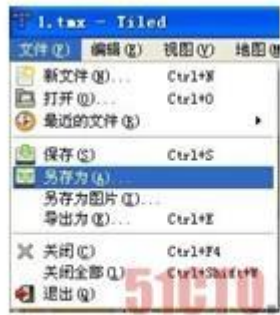 1.tmx - Tiled
文件(F) 编辑(E) 视图(V) 地图(M
新文件(N)... Ctrl+N
打开(O)... Ctrl+O
最近的文件(R)
保存(S) Ctrl+S
另存为(A)...
另存为图片(I)...
导出为(E)... Ctrl+E
关闭(C) Ctrl+F4
关闭全部(L) Ctrl+Shift+W
退出(Q)
51CTO